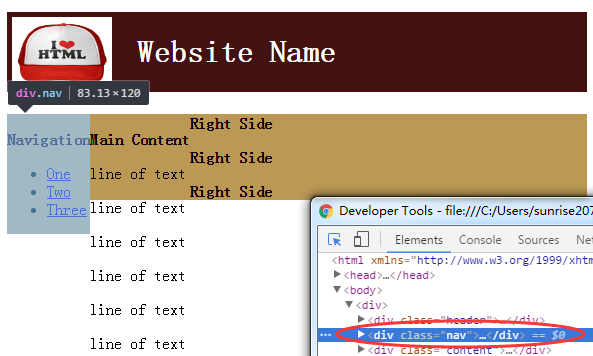 I ❤ HTML
Website Name
div.nav | 83.13×120
Right Side
Navigation Main Content
Right Side
One line of text
Two Right Side
Three line of text
line of text
line of text
line of text
line of text
Developer Tools - file:///C:/Users/sunrise207
Elements Console Sources Net
<html xmlns="http://www.w3.org/1999/xhtm
▶<head>…</head>
▼<body>
▼<div>
▶<div class="header">…</div>
… ▶<div class="nav">…</div> == $0
▶<div class="content">…</div>